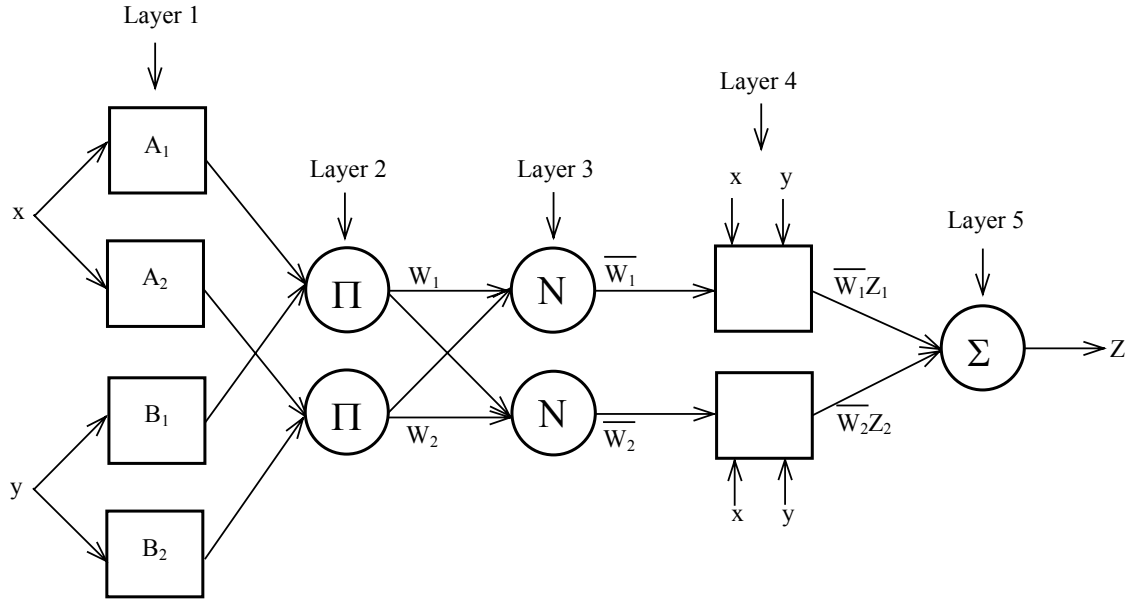 Layer 1
Layer 4
A₁
Layer 2
Layer 3
x y
x
Layer 5
A₂
W₁
W̅₁
Π
N
W̅₁Z₁
Σ
Z
B₁
Π
N
W₂
W̅₂
W̅₂Z₂
y
x y
B₂